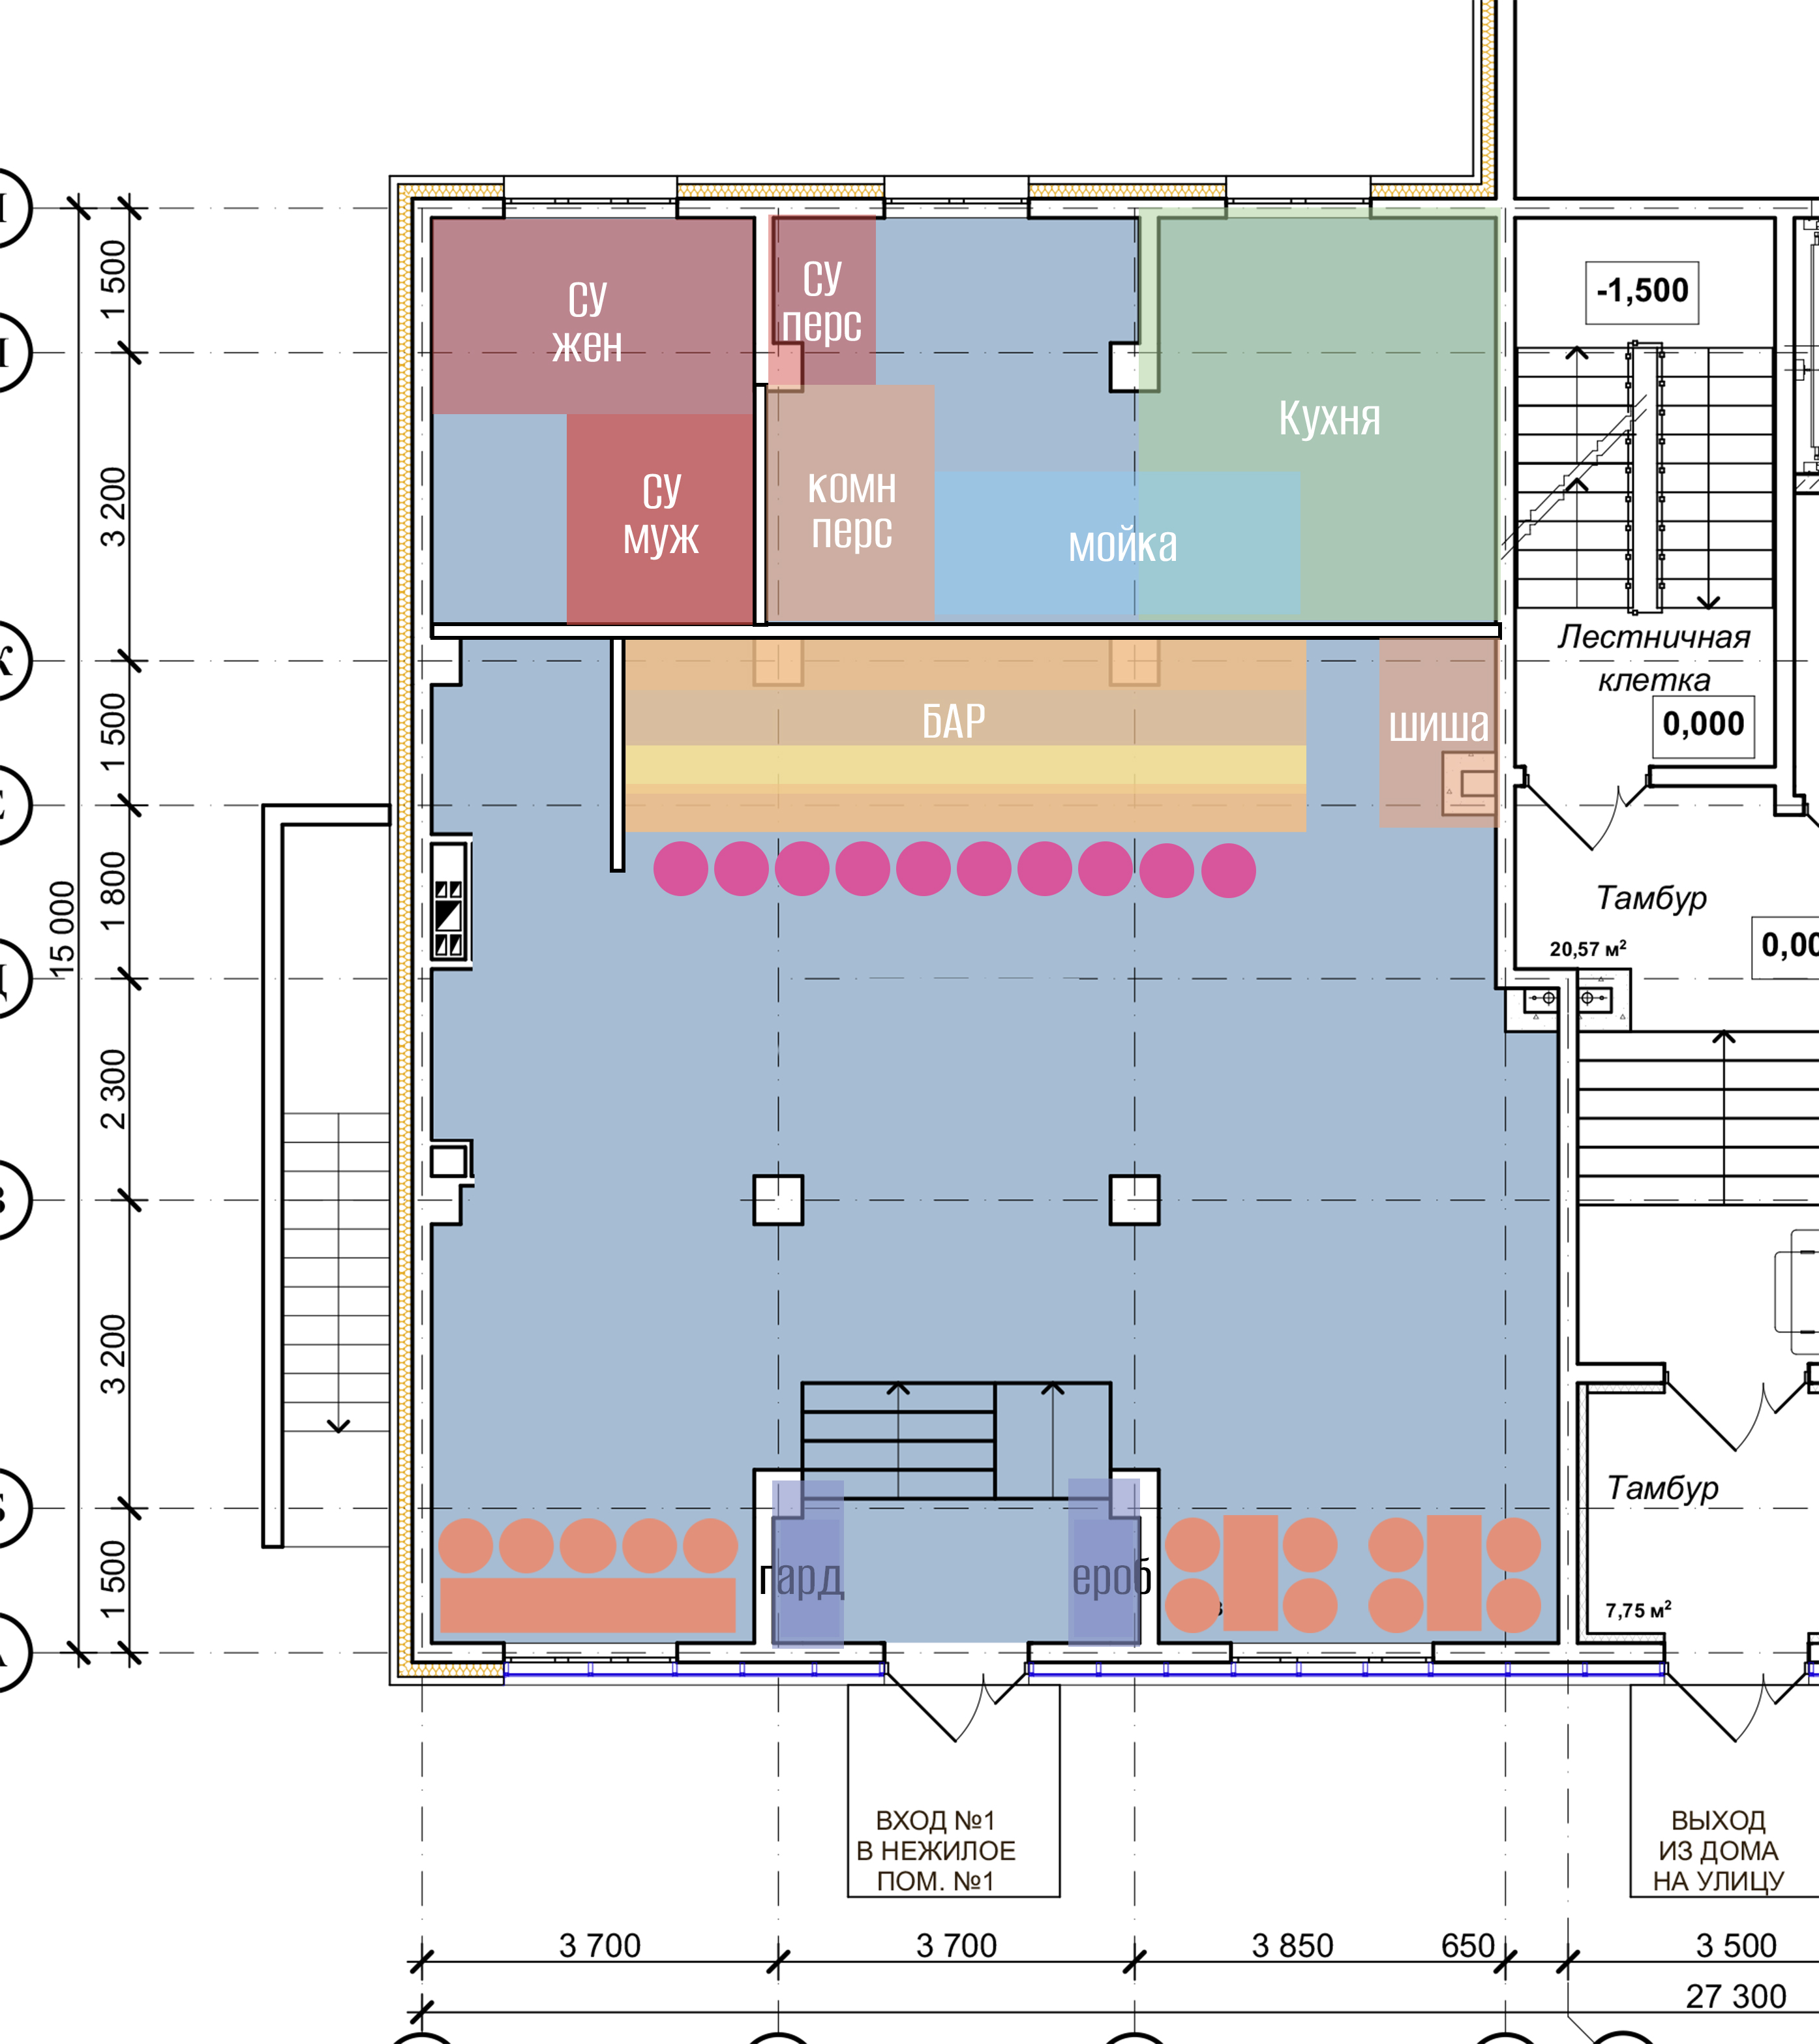 СУ
жен
СУ
перс
СУ
муж
комн
перс
Кухня
мойка
-1,500
Лестничная
клетка
0,000
БАР
шиша
Тамбур
20,57 м²
0,00
1 500
3 200
1 500
1 800
2 300
3 200
1 500
15 000
К
В
гард
ероб
Тамбур
7,75 м²
ВХОД №1
В НЕЖИЛОЕ
ПОМ. №1
ВЫХОД
ИЗ ДОМА
НА УЛИЦУ
3 700
3 700
3 850
650
3 500
27 300